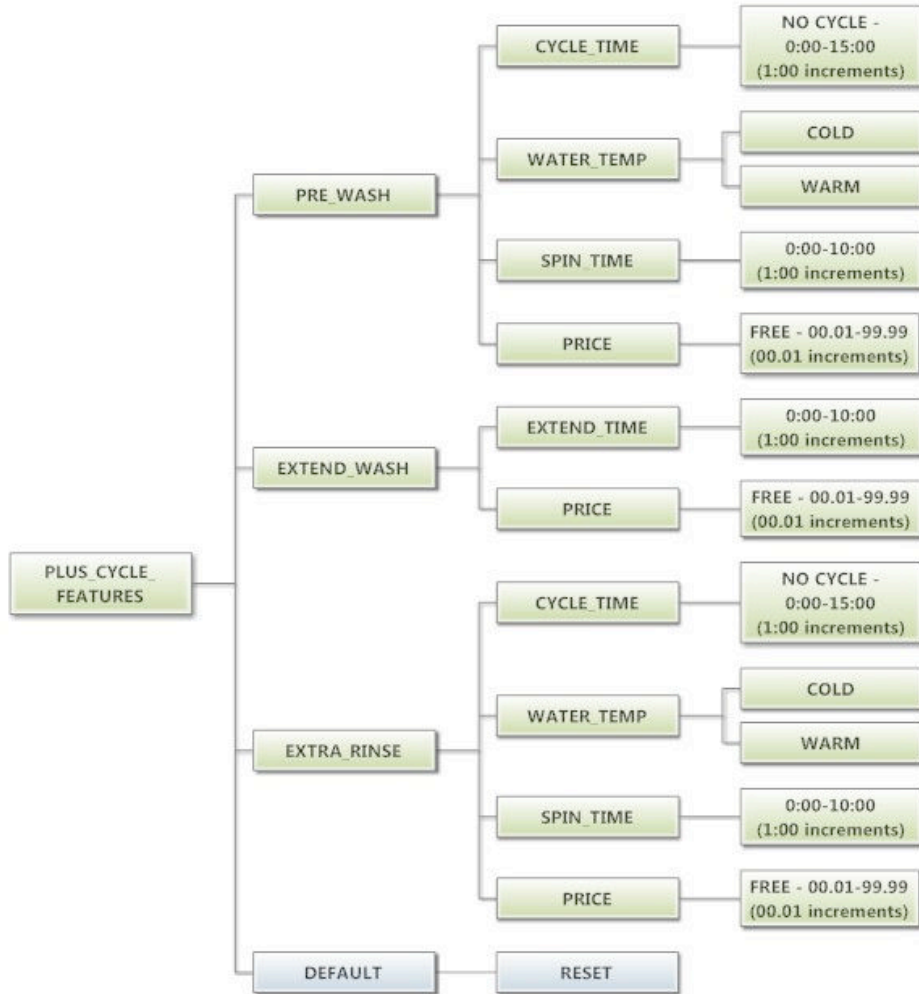 NO CYCLE -
0:00-15:00
(1:00 increments)
CYCLE_TIME
COLD
WATER_TEMP
WARM
PRE_WASH
0:00-10:00
(1:00 increments)
SPIN_TIME
FREE - 00.01-99.99
(00.01 increments)
PRICE
0:00-10:00
(1:00 increments)
EXTEND_TIME
EXTEND_WASH
FREE - 00.01-99.99
(00.01 increments)
PRICE
PLUS_CYCLE_
FEATURES
NO CYCLE -
0:00-15:00
(1:00 increments)
CYCLE_TIME
COLD
WATER_TEMP
WARM
EXTRA_RINSE
0:00-10:00
(1:00 increments)
SPIN_TIME
FREE - 00.01-99.99
(00.01 increments)
PRICE
DEFAULT
RESET